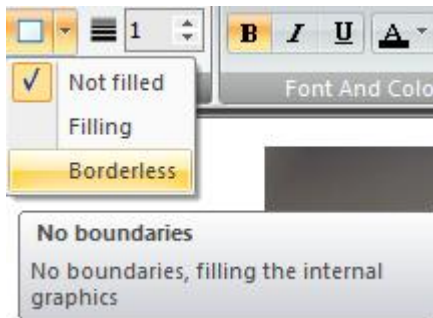 1
B I U A
Not filled
Font And Colo
Filling
Borderless
No boundaries
No boundaries, filling the internal
graphics